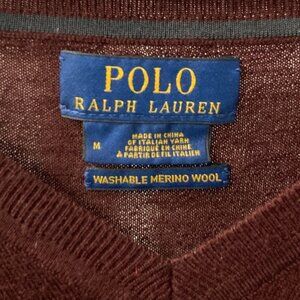 POLO
RALPH LAUREN
M
MADE IN CHINA
OF ITALIAN YARN
FABRIQUÉ EN CHINE
À PARTIR DE FIL ITALIEN
WASHABLE MERINO WOOL